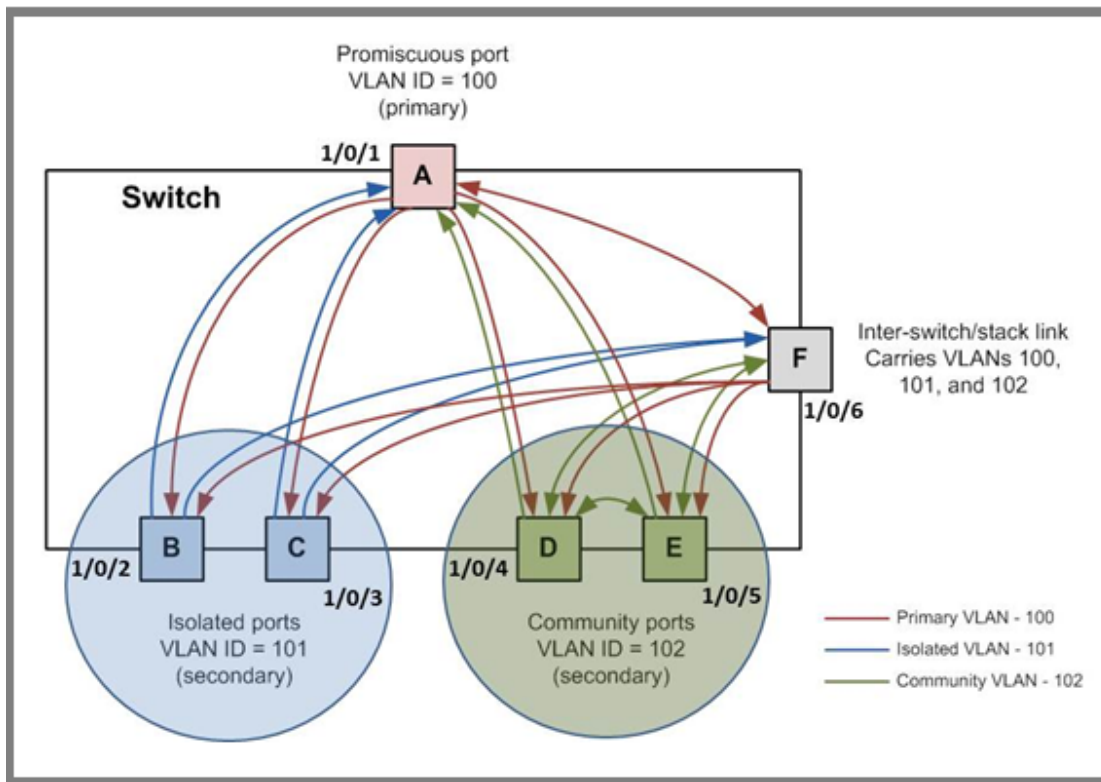 Promiscuous port
VLAN ID = 100
(primary)
1/0/1
A
Switch
F
Inter-switch/stack link
Carries VLANs 100,
101, and 102
1/0/6
B
C
D
E
1/0/2
1/0/3
1/0/4
1/0/5
Isolated ports
VLAN ID = 101
(secondary)
Community ports
VLAN ID = 102
(secondary)
Primary VLAN - 100
Isolated VLAN - 101
Community VLAN - 102